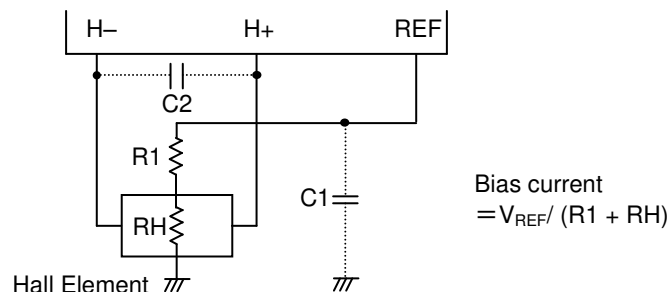 H− H+ REF
C2
R1
C1
RH
Hall Element
Bias current
=VREF/ (R1 + RH)